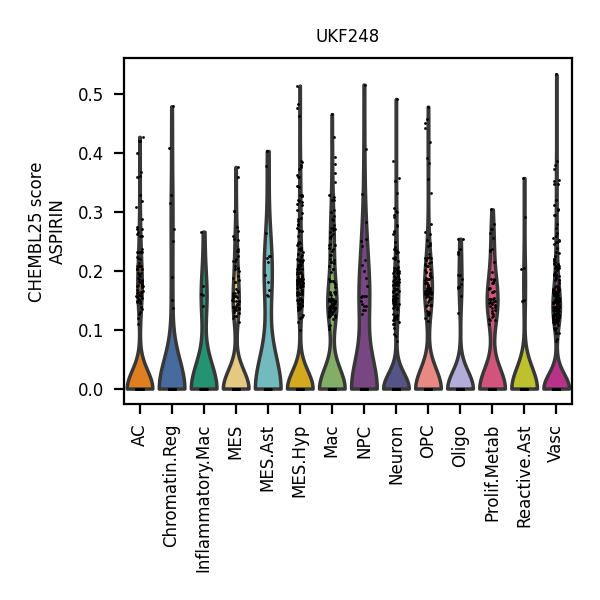 UKF248
CHEMBL25 score
ASPIRIN
0.5
0.4
0.3
0.2
0.1
0.0
AC
Chromatin.Reg
Inflammatory.Mac
MES
MES.Ast
MES.Hyp
Mac
NPC
Neuron
OPC
Oligo
Prolif.Metab
Reactive.Ast
Vasc